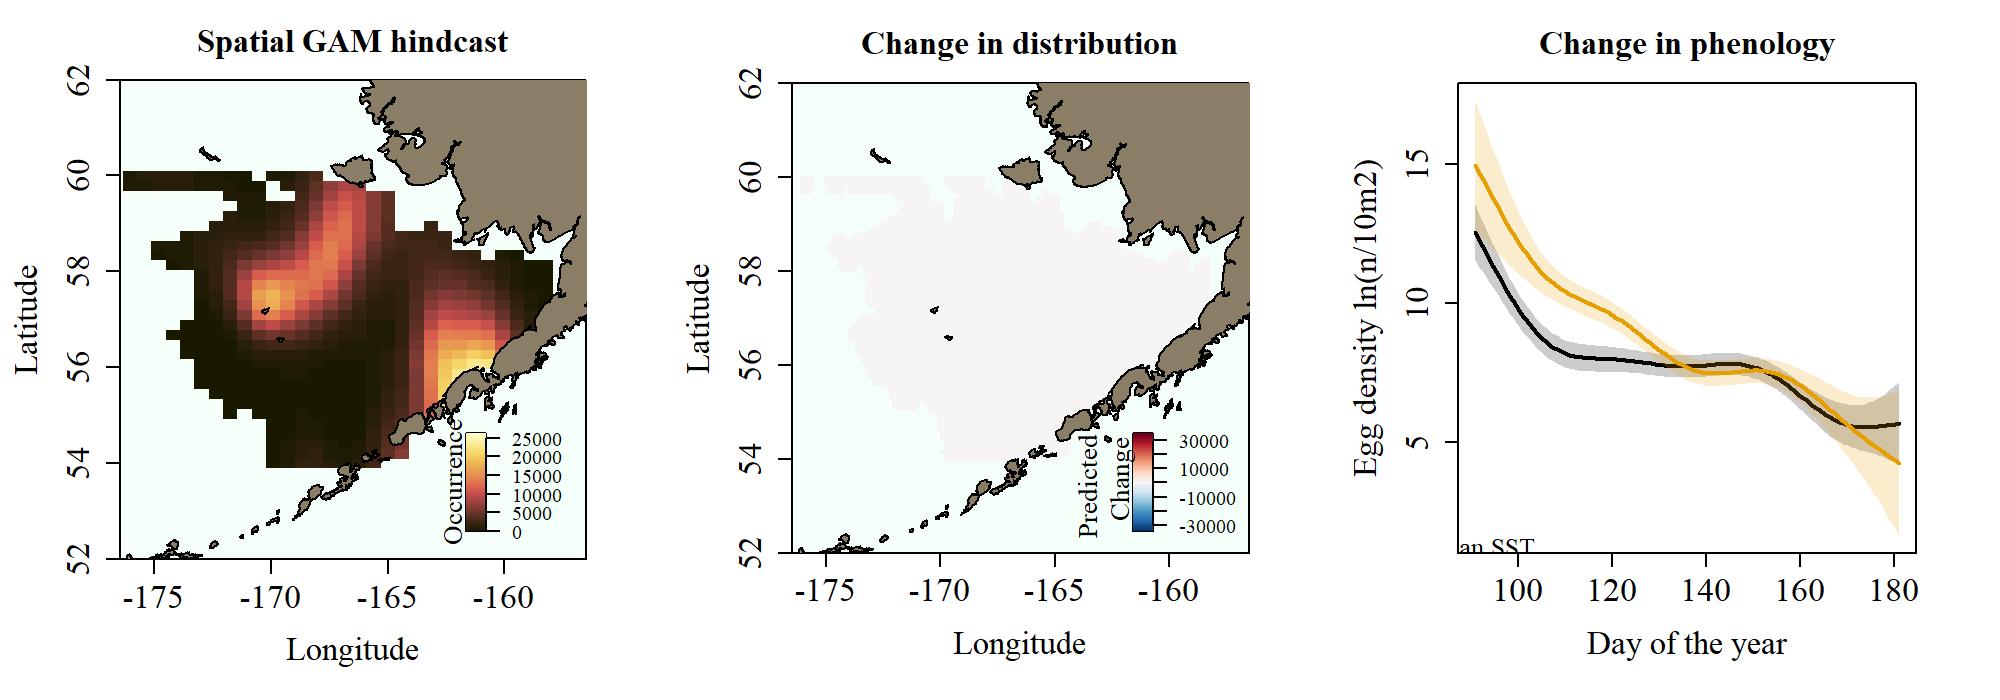 Spatial GAM hindcast
Latitude
62
60
58
56
54
52
Occurrence
25000
20000
15000
10000
5000
0
-175
-170
-165
-160
Longitude
Change in distribution
Latitude
62
60
58
56
54
52
Predicted
Change
30000
10000
-10000
-30000
-175
-170
-165
-160
Longitude
Change in phenology
Egg density ln(n/10m2)
15
10
5
an SST
100
120
140
160
180
Day of the year